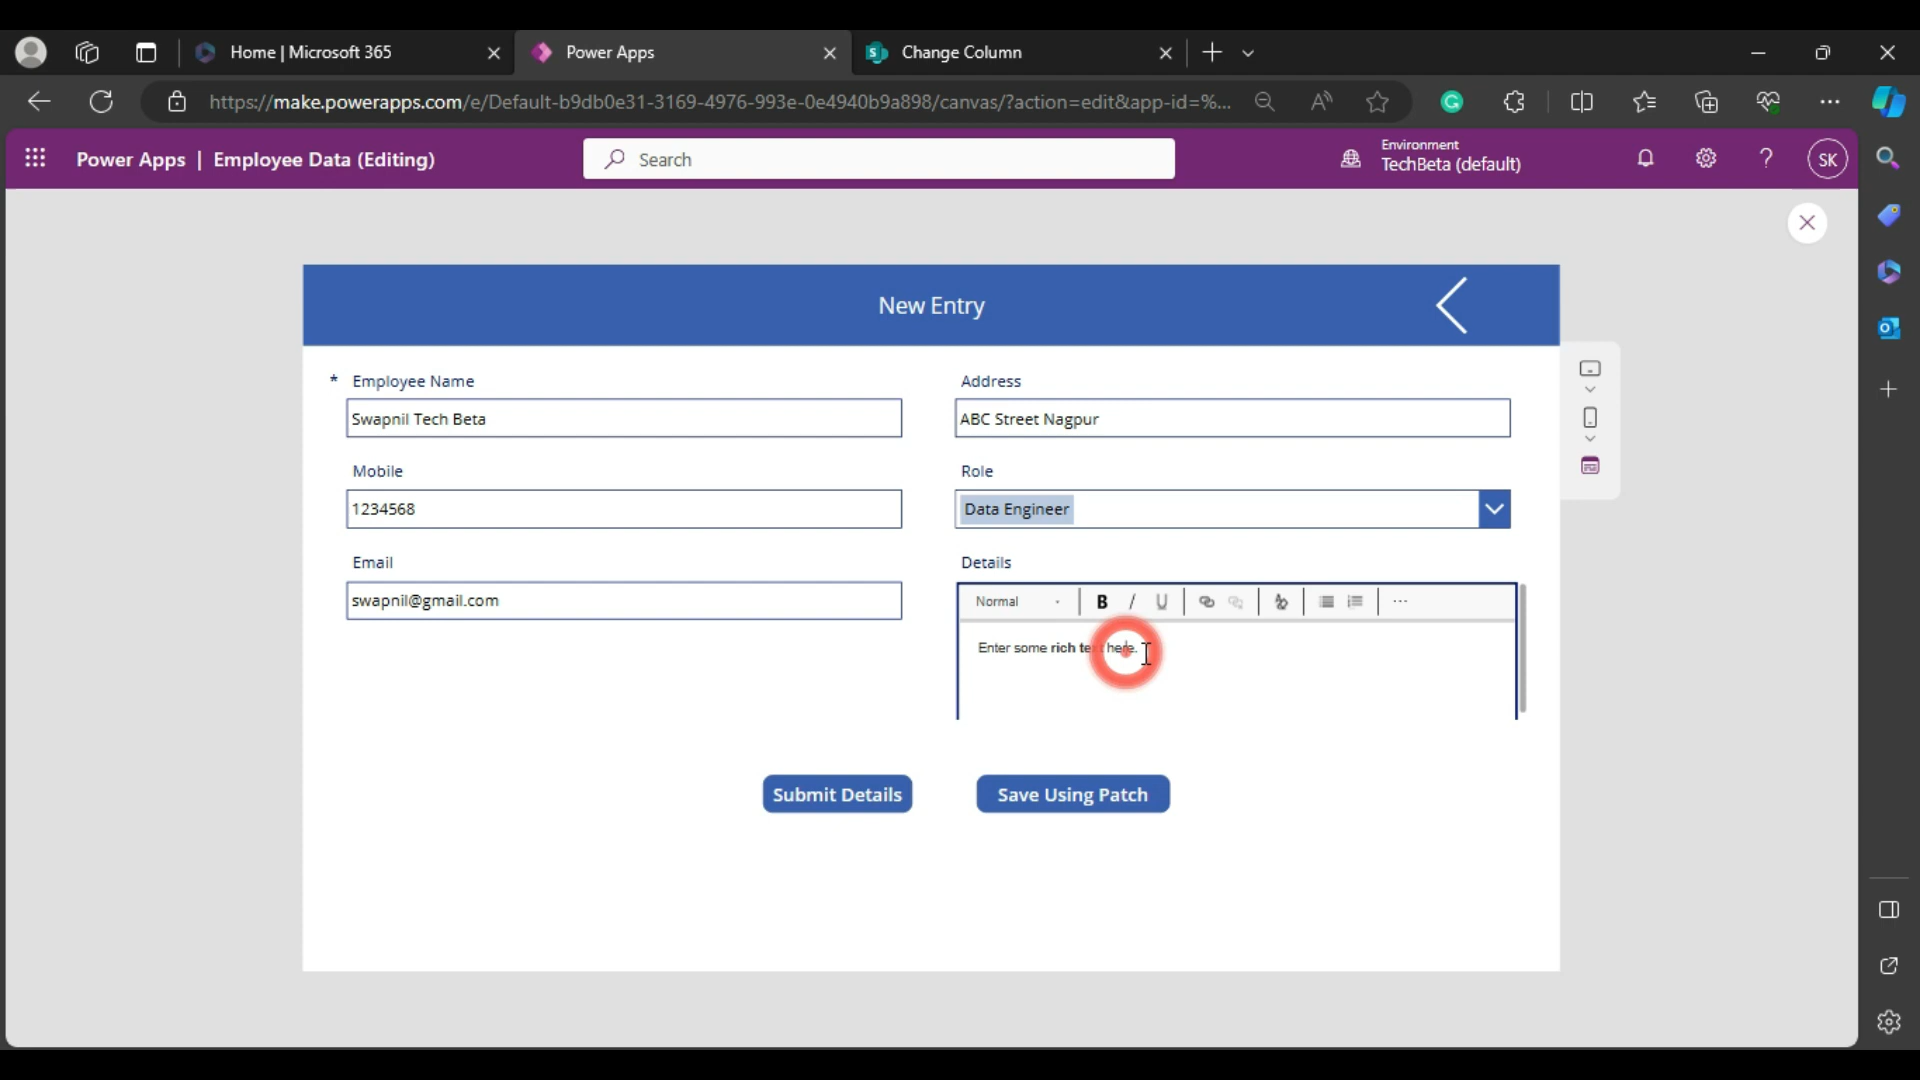 Home | Microsoft 365
Power Apps
Change Column
https://make.powerapps.com/e/Default-b9db0e31-3169-4976-993e-0e4940b9a898/canvas/?action=edit&app-id=%...
Power Apps | Employee Data (Editing)
Search
Environment
TechBeta (default)
SK
New Entry
* Employee Name
Address
Swapnil Tech Beta
ABC Street Nagpur
Mobile
Role
1234568
Data Engineer
Email
Details
swapnil@gmail.com
Normal
B I U
Enter some rich text here.
Submit Details
Save Using Patch